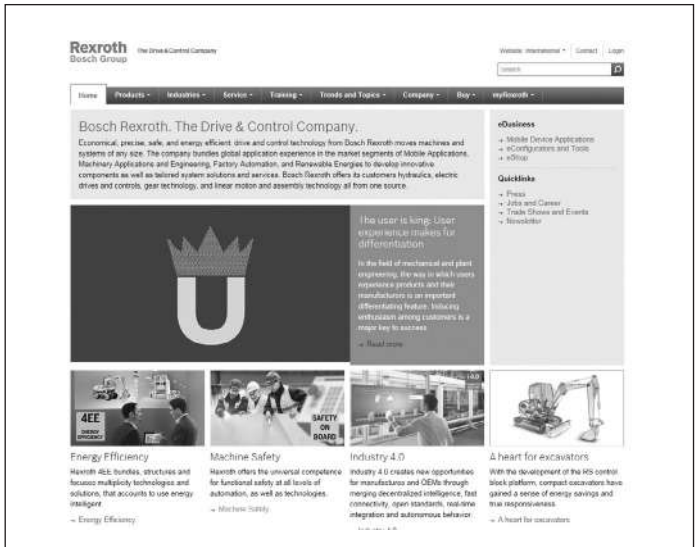 Rexroth
Bosch Group
The Drive & Control Company
Website: International
Contact
Login
Search
Home
Products
Industries
Service
Training
Trends and Topics
Company
Buy
myRexroth
Bosch Rexroth. The Drive & Control Company.
Economical, precise, safe, and energy efficient: drive and control technology from Bosch Rexroth moves machines and
systems of any size. The company bundles global application experience in the market segments of Mobile Applications,
Machinery Applications and Engineering, Factory Automation, and Renewable Energies to develop innovative
components as well as tailored system solutions and services. Bosch Rexroth offers its customers hydraulics, electric
drives and controls, gear technology, and linear motion and assembly technology all from one source.
eBusiness
→ Mobile Device Applications
→ eConfigurators and Tools
→ eShop
Quicklinks
→ Press
→ Jobs and Career
→ Trade Shows and Events
→ Newsletter
U
The user is king: User
experience makes for
differentiation
In the field of mechanical and plant
engineering, the way in which users
experience products and their
manufacturers is an important
differentiating feature. Inducing
enthusiasm among customers is a
major key to success.
→ Read more
4EE
ENERGY
EFFICIENCY
SAFETY
ON
BOARD
4.0
Energy Efficiency
Rexroth 4EE bundles, structures and
focuses multiplicity technologies and
solutions, that accounts to use energy
intelligent.
→ Energy Efficiency
Machine Safety
Rexroth offers the universal competence
for functional safety at all levels of
automation, as well as technologies.
→ Machine Safety
Industry 4.0
Industry 4.0 creates new opportunities
for manufactures and OEMs through
merging decentralized intelligence, fast
connectivity, open standards, real-time
integration and autonomous behavior.
→ Industry 4.0
A heart for excavators
With the development of the RS control
block platform, compact excavators have
gained a sense of energy savings and
true responsiveness.
→ A heart for excavators